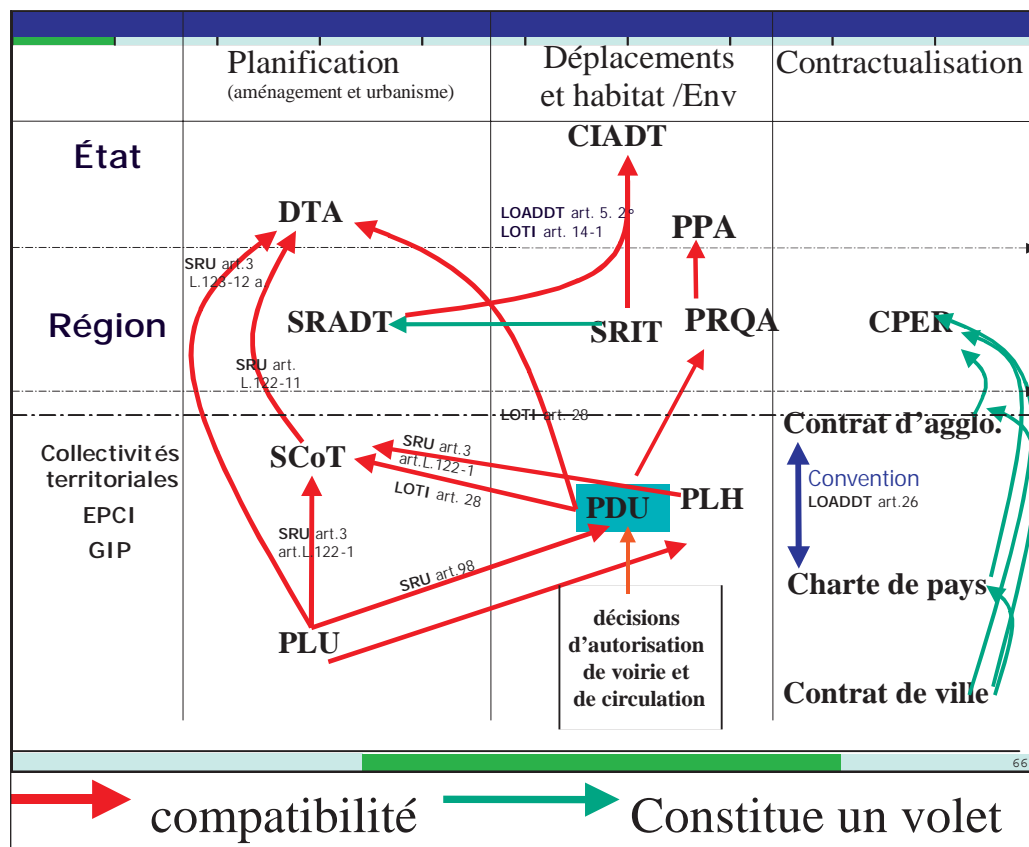 Planification
(aménagement et urbanisme)
Déplacements
et habitat /Env
Contractualisation
État
CIADT
DTA
LOADDT art. 5. 2°
LOTI art. 14-1
PPA
SRU art.3
L.123-12 a.
Région
SRADT
SRIT
PRQA
CPER
SRU art.
L.122-11
LOTI art. 28
Collectivités
territoriales
EPCI
GIP
SCoT
SRU art.3
art.L.122-1
LOTI art. 28
PDU
PLH
Contrat d’agglo.
Convention
LOADDT art.26
SRU art.3
art.L.122-1
SRU art.98
Charte de pays
PLU
décisions
d’autorisation
de voirie et
de circulation
Contrat de ville
66
compatibilité
Constitue un volet